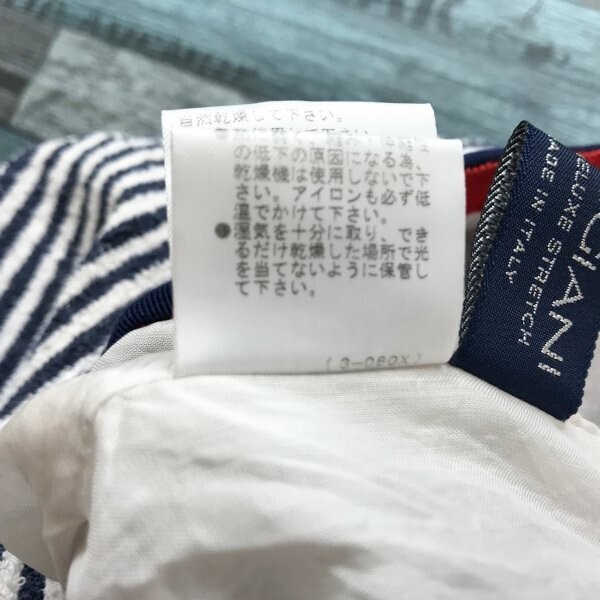 自然乾燥して下さい。
の低下の原因になる為、
乾燥機は使用しないで下
さい。アイロンも必ず低
温でかけて下さい。
●湿気を十分に取り、でき
るだけ乾燥した場所で光
を当てないように保管し
て下さい。
(3-060X)
CIANI
DELUXE STRETCH
MADE IN ITALY